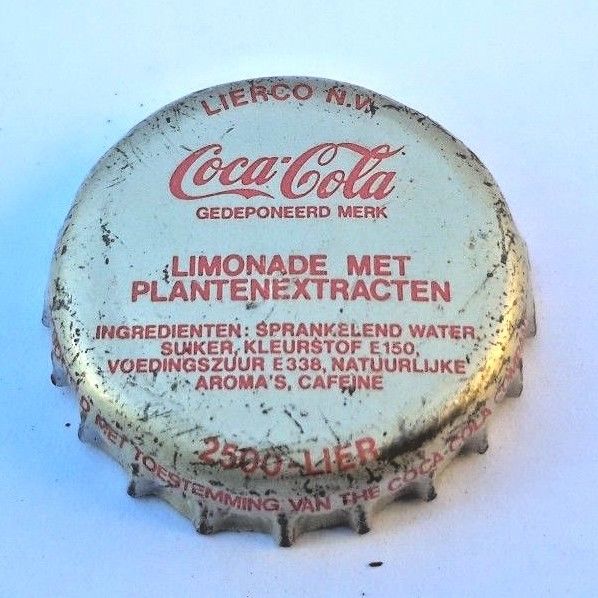 LIERCO N.V.
Coca-Cola
GEDEPONEERD MERK
LIMONADE MET
PLANTENEXTRACTEN
INGREDIENTEN: SPRANKELEND WATER,
SUIKER, KLEURSTOF E150,
VOEDINGSZUUR E338, NATUURLIJKE
AROMA'S, CAFEINE
2500-LIER
MET TOESTEMMING VAN THE COCA COLA